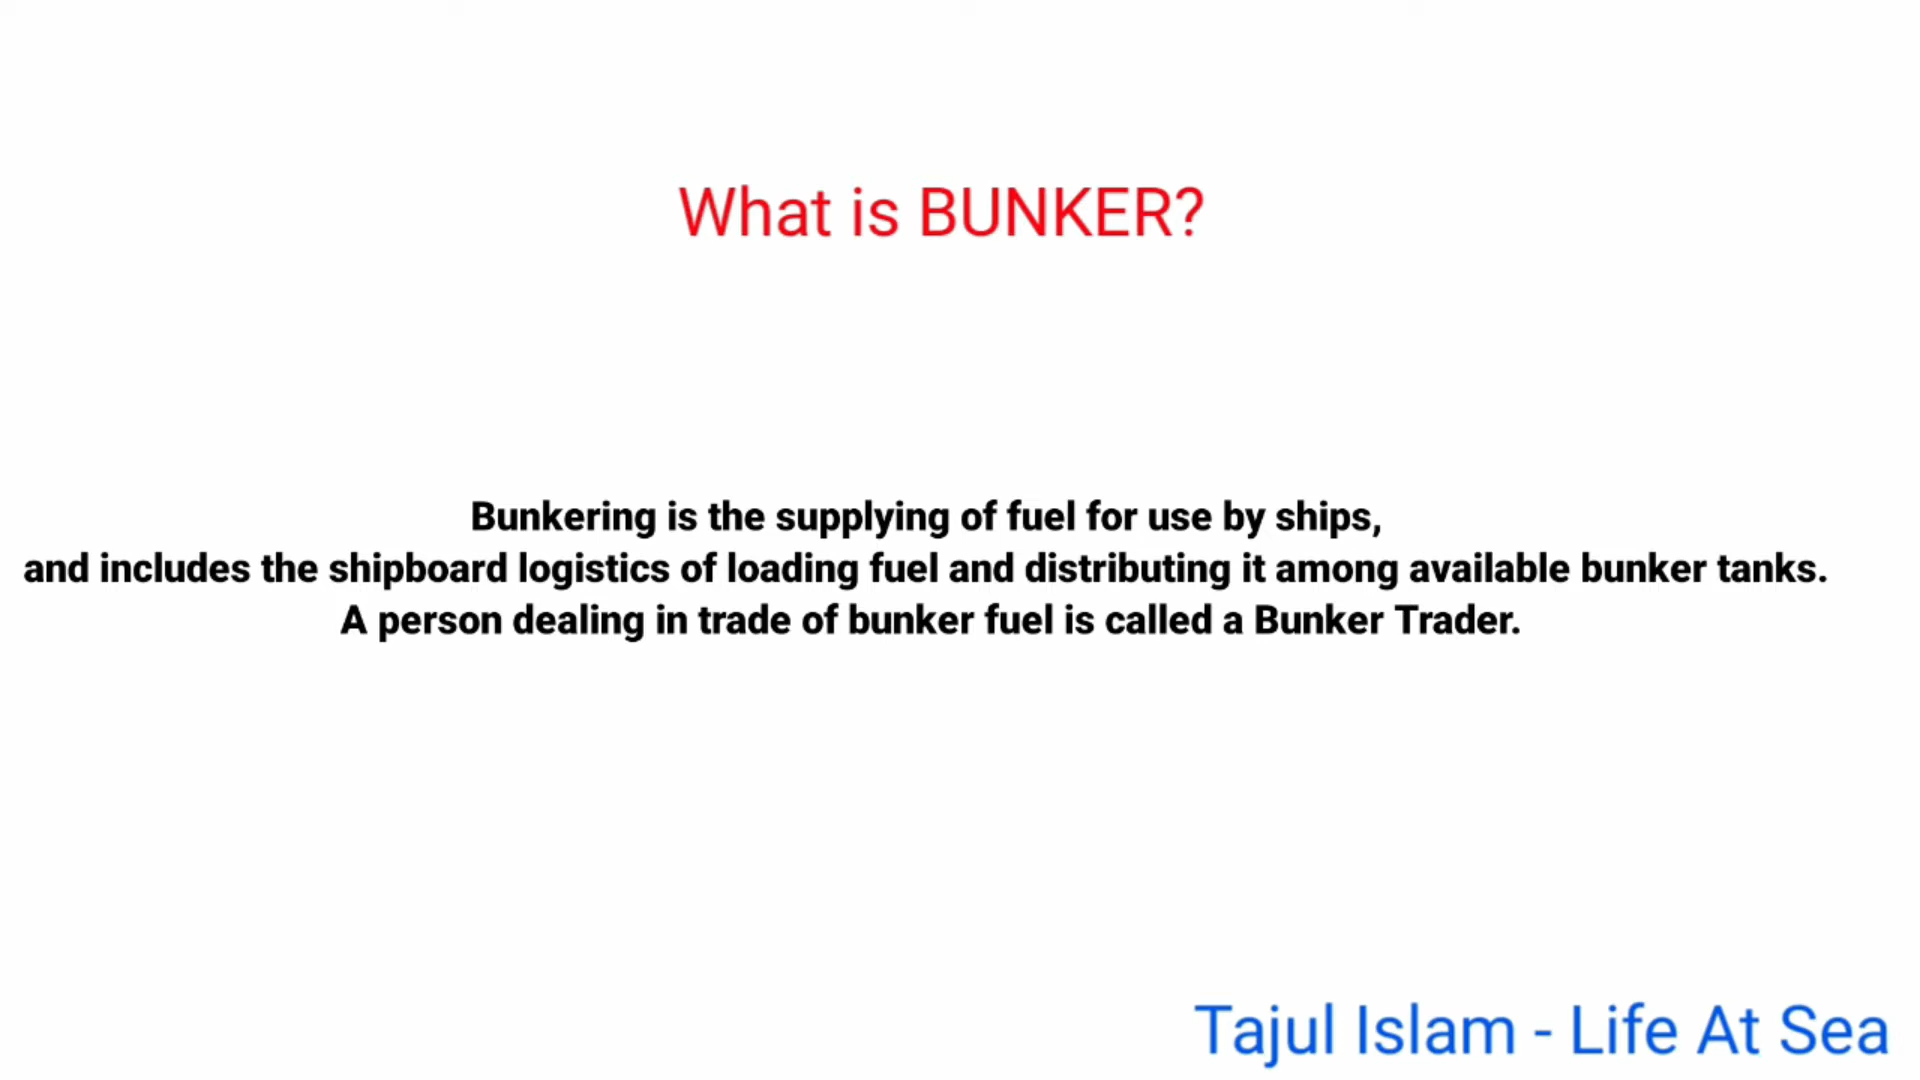 What is BUNKER?
Bunkering is the supplying of fuel for use by ships,
and includes the shipboard logistics of loading fuel and distributing it among available bunker tanks.
A person dealing in trade of bunker fuel is called a Bunker Trader.
Tajul Islam - Life At Sea